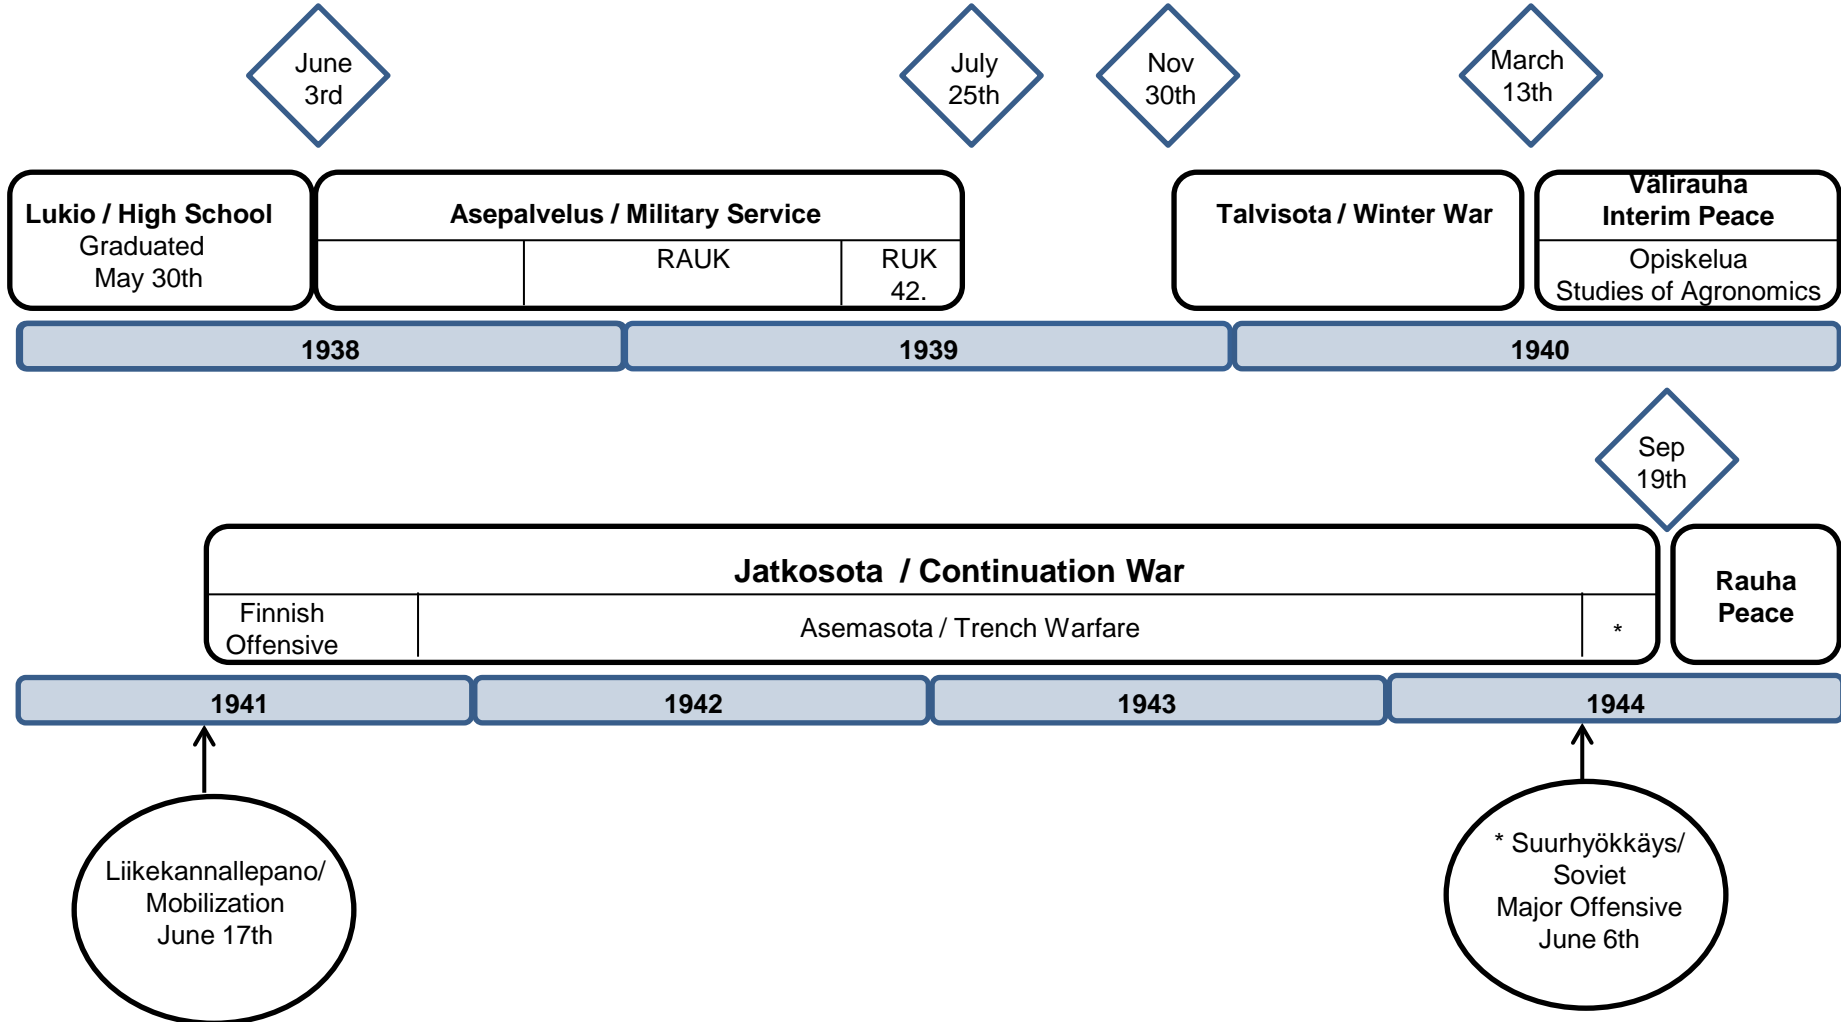 June
3rd
July
25th
Nov
30th
March
13th
Lukio / High School
Graduated
May 30th
Asepalvelus / Military Service
RAUK
RUK
42.
Talvisota / Winter War
Välirauha
Interim Peace
Opiskelua
Studies of Agronomics
1938
1939
1940
Sep
19th
Jatkosota / Continuation War
Finnish
Offensive
Asemasota / Trench Warfare
*
Rauha
Peace
1941
1942
1943
1944
Liikekannallepano/
Mobilization
June 17th
* Suurhyökkäys/
Soviet
Major Offensive
June 6th